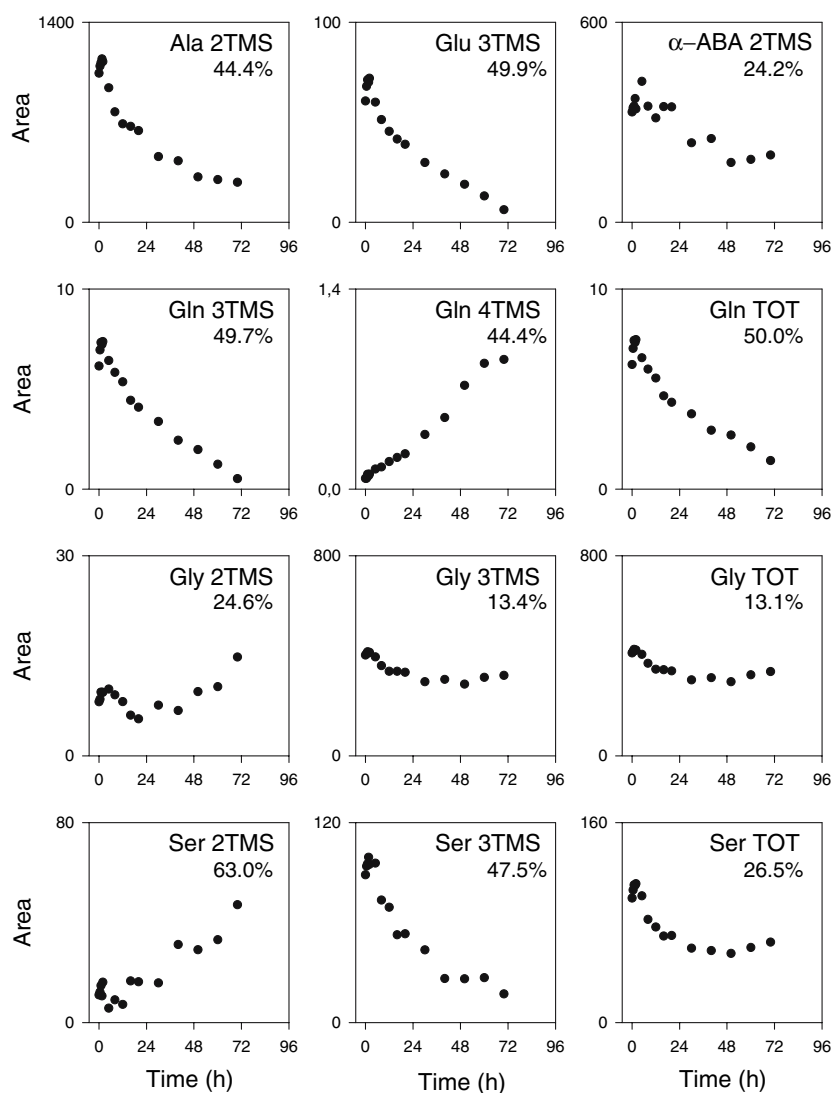 1400
Ala 2TMS
44.4%
Area
0
0 24 48 72 96
100
Glu 3TMS
49.9%
0
0 24 48 72 96
600
α−ABA 2TMS
24.2%
0
0 24 48 72 96
10
Gln 3TMS
49.7%
Area
0
0 24 48 72 96
1,4
Gln 4TMS
44.4%
0,0
0 24 48 72 96
10
Gln TOT
50.0%
0
0 24 48 72 96
30
Gly 2TMS
24.6%
Area
0
0 24 48 72 96
800
Gly 3TMS
13.4%
0
0 24 48 72 96
800
Gly TOT
13.1%
0
0 24 48 72 96
80
Ser 2TMS
63.0%
Area
0
0 24 48 72 96
Time (h)
120
Ser 3TMS
47.5%
0
0 24 48 72 96
Time (h)
160
Ser TOT
26.5%
0
0 24 48 72 96
Time (h)